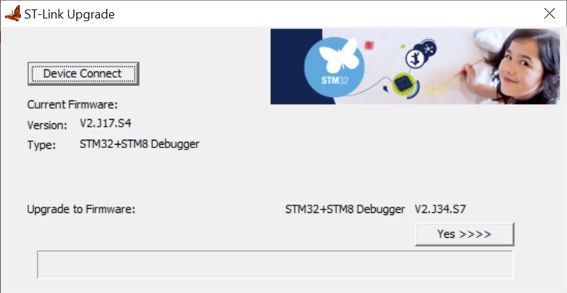 ST-Link Upgrade
Device Connect
STM32
Current Firmware:
Version: V2.J17.S4
Type: STM32+STM8 Debugger
Upgrade to Firmware: STM32+STM8 Debugger V2.J34.S7
Yes >>>>